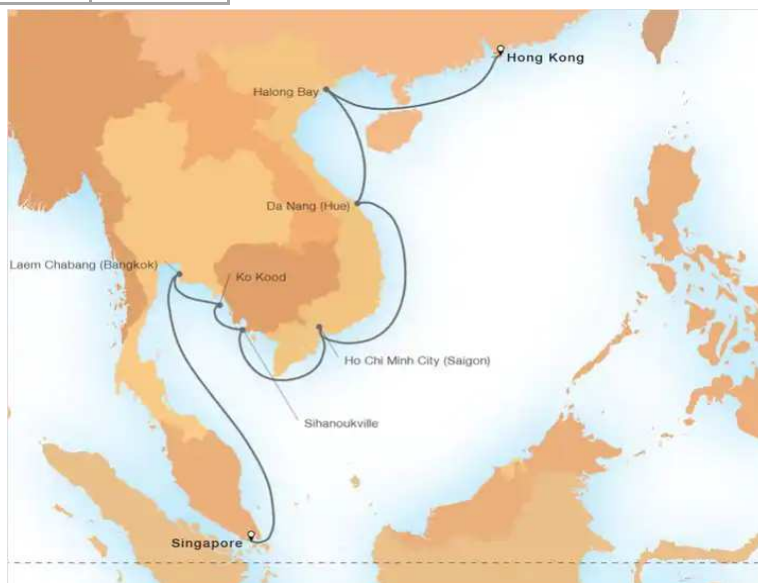 Hong Kong
Halong Bay
Da Nang (Hue)
Laem Chabang (Bangkok)
Ko Kood
Ho Chi Minh City (Saigon)
Sihanoukville
Singapore